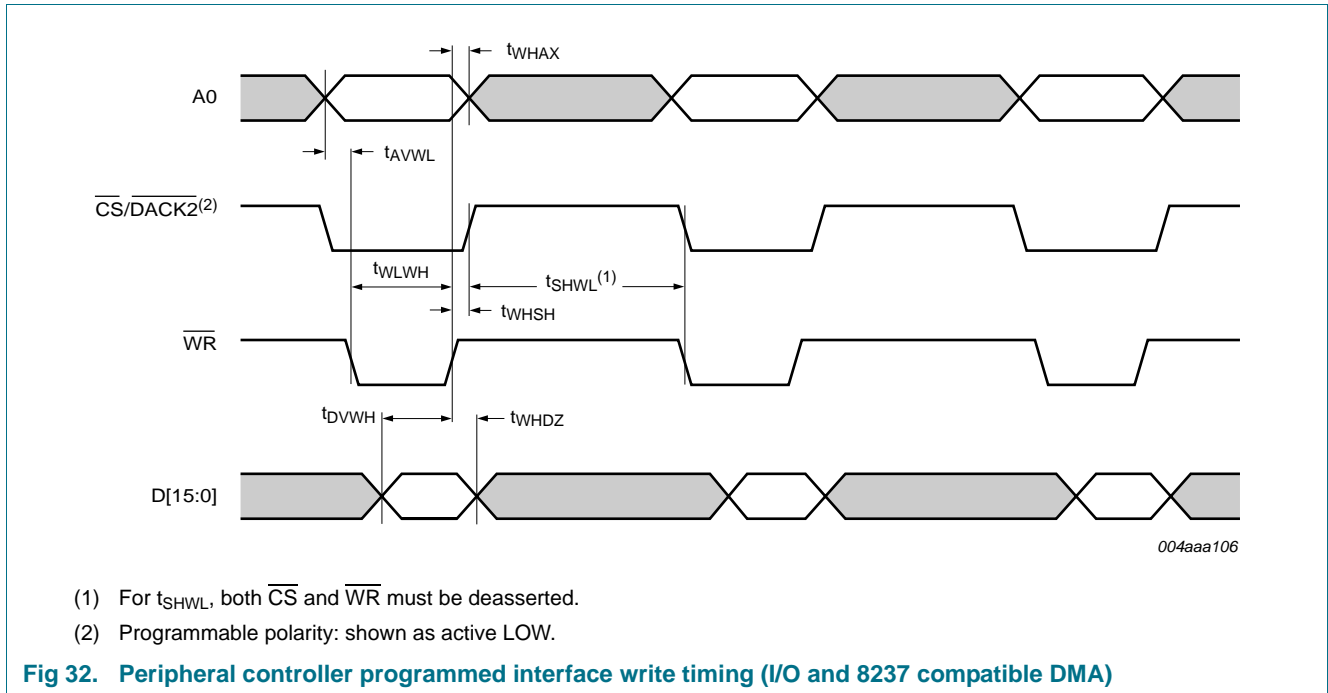 tWHAX
A0
tAVWL
CS/DACK2(2)
tWLWH
tSHWL(1)
tWHSH
WR
tDVWH
tWHDZ
D[15:0]
004aaa106
(1) For tSHWL, both CS and WR must be deasserted.
(2) Programmable polarity: shown as active LOW.
Fig 32. Peripheral controller programmed interface write timing (I/O and 8237 compatible DMA)